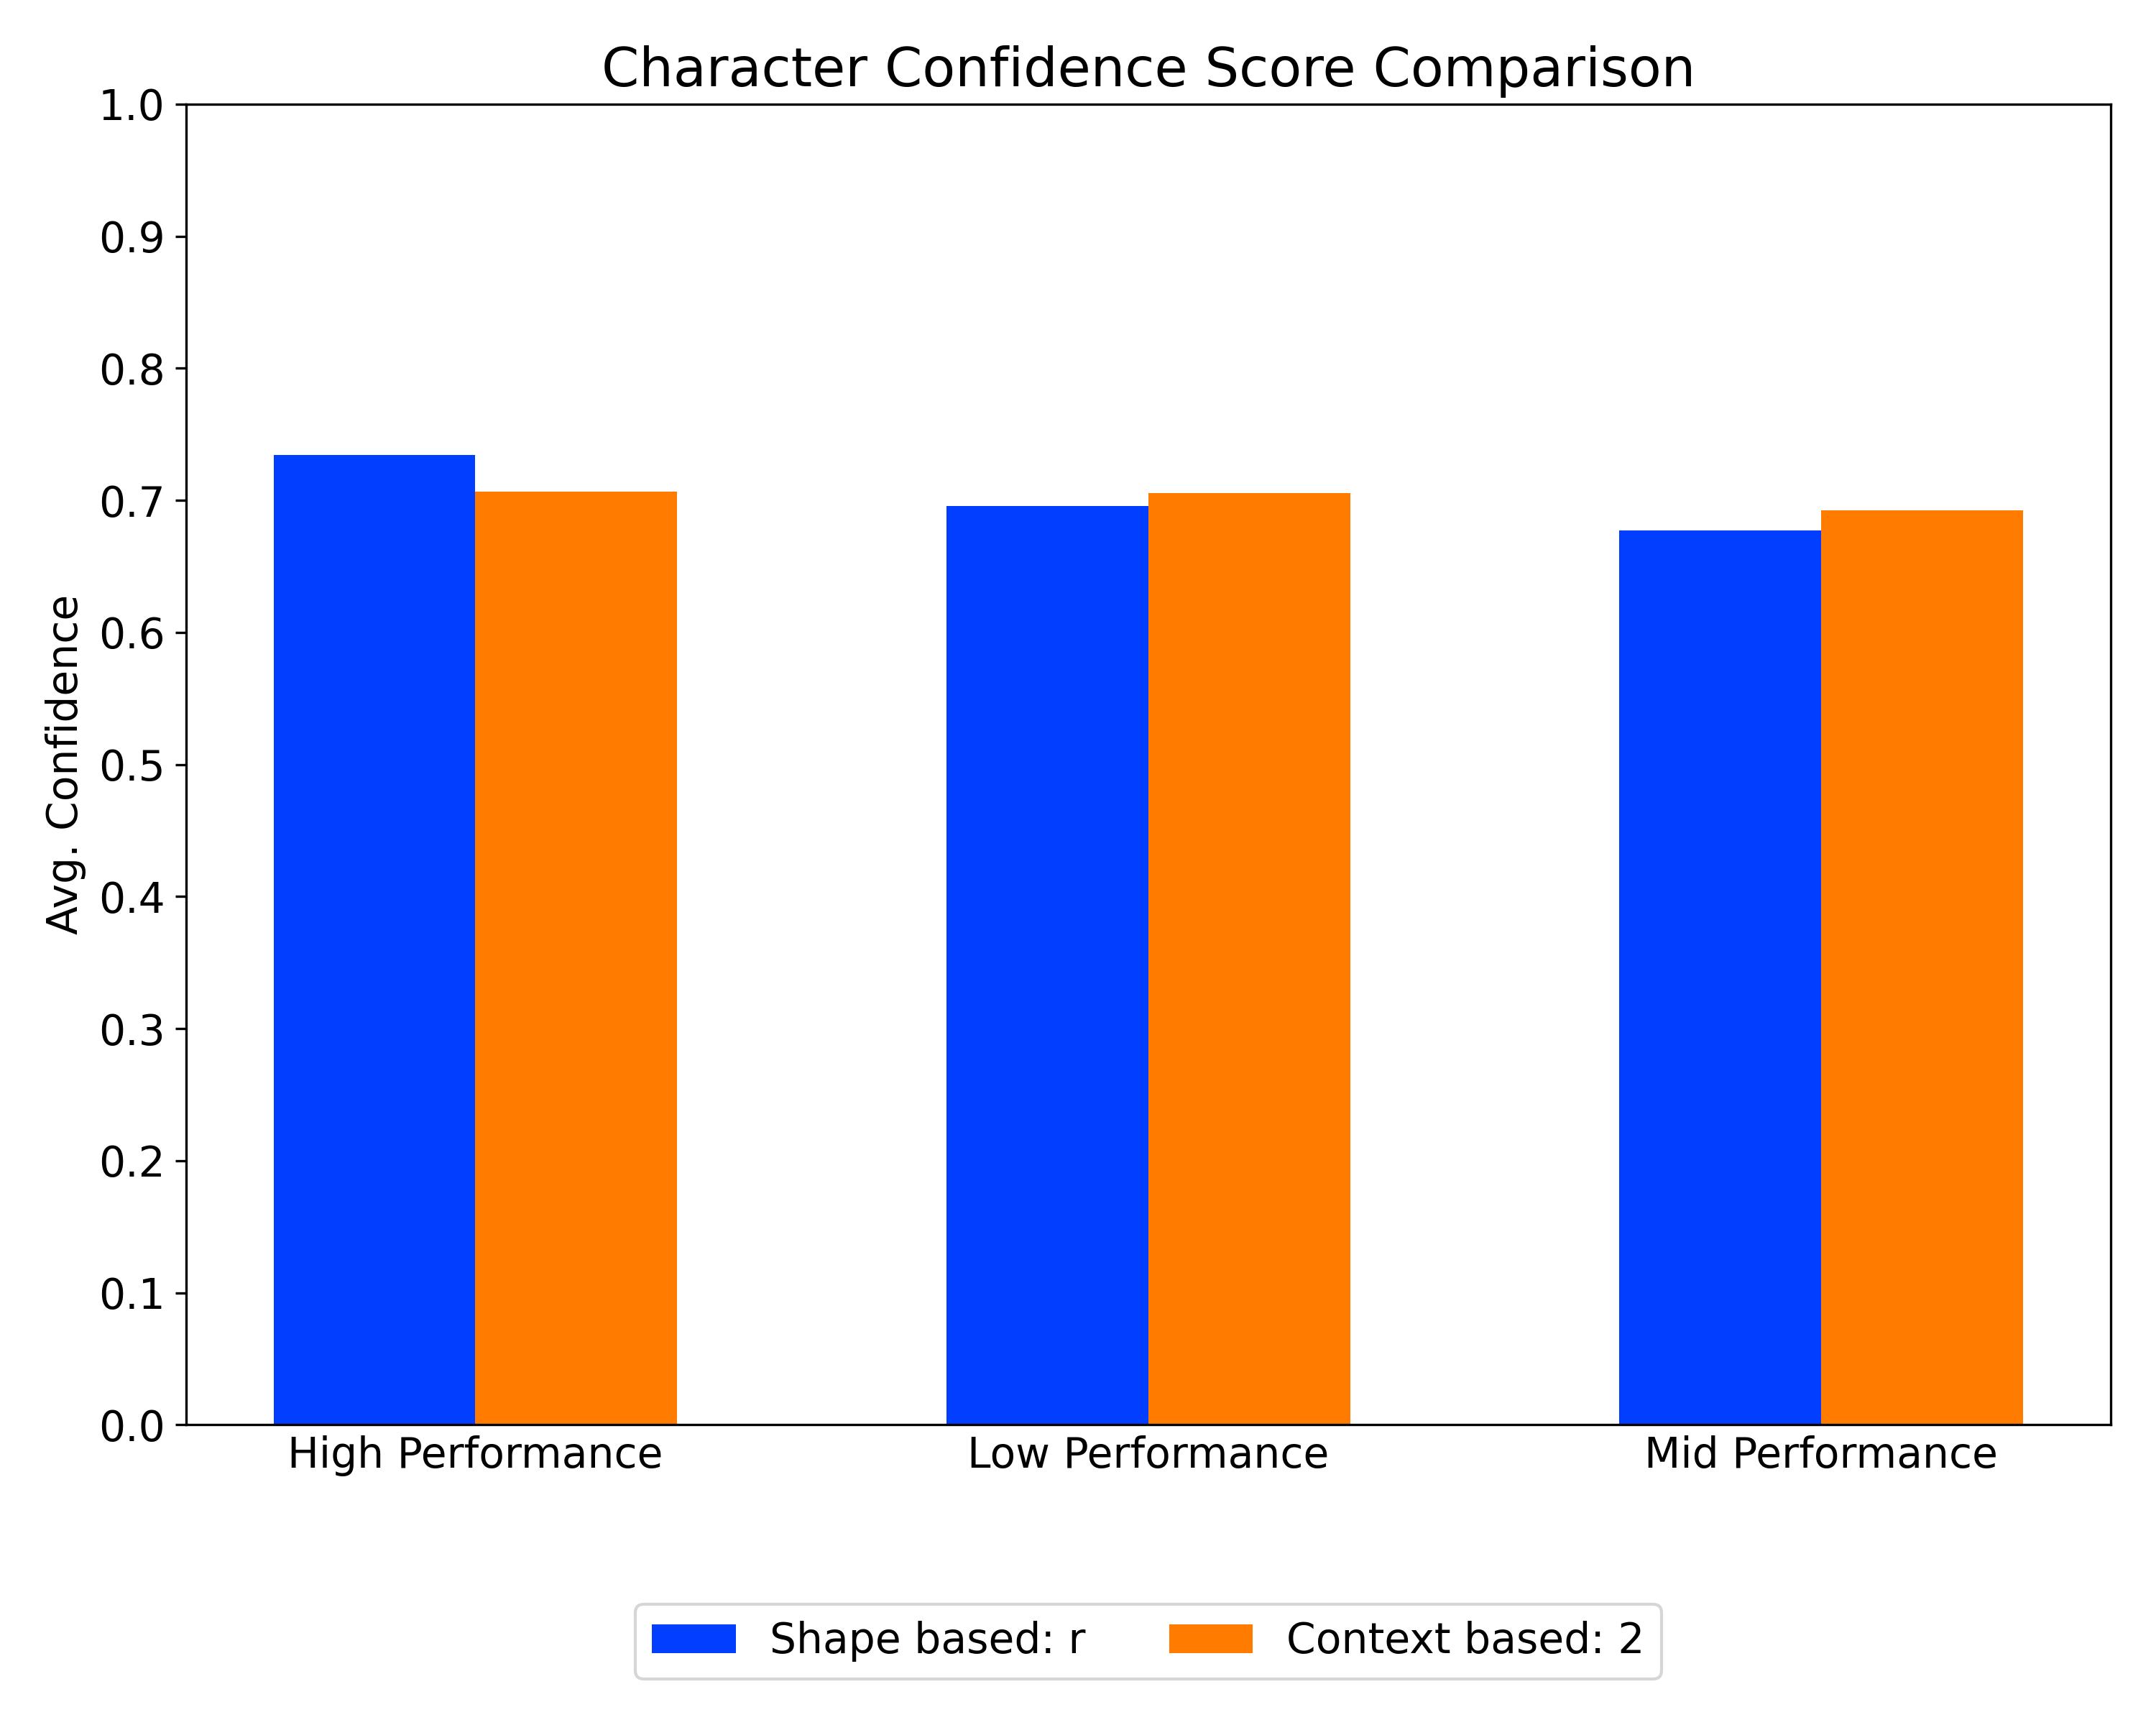 Character Confidence Score Comparison
1.0
0.9
0.8
0.7
0.6
0.5
0.4
0.3
0.2
0.1
0.0
Avg. Confidence
High Performance Low Performance Mid Performance
Shape based: r Context based: 2